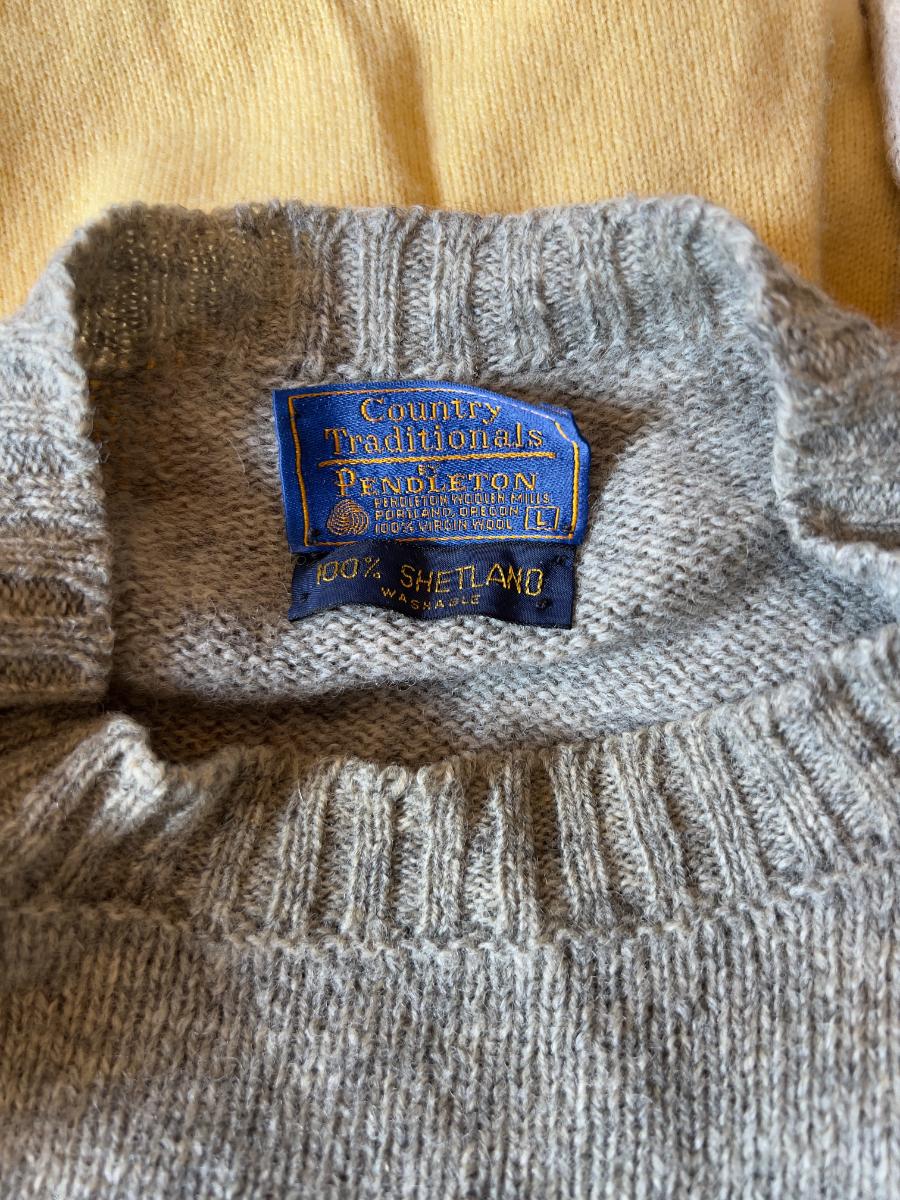 Country
Traditionals
BY
PENDLETON
PENDLETON WOOLEN MILLS
PORTLAND, OREGON
100% VIRGIN WOOL L
100% SHETLAND
WASHABLE